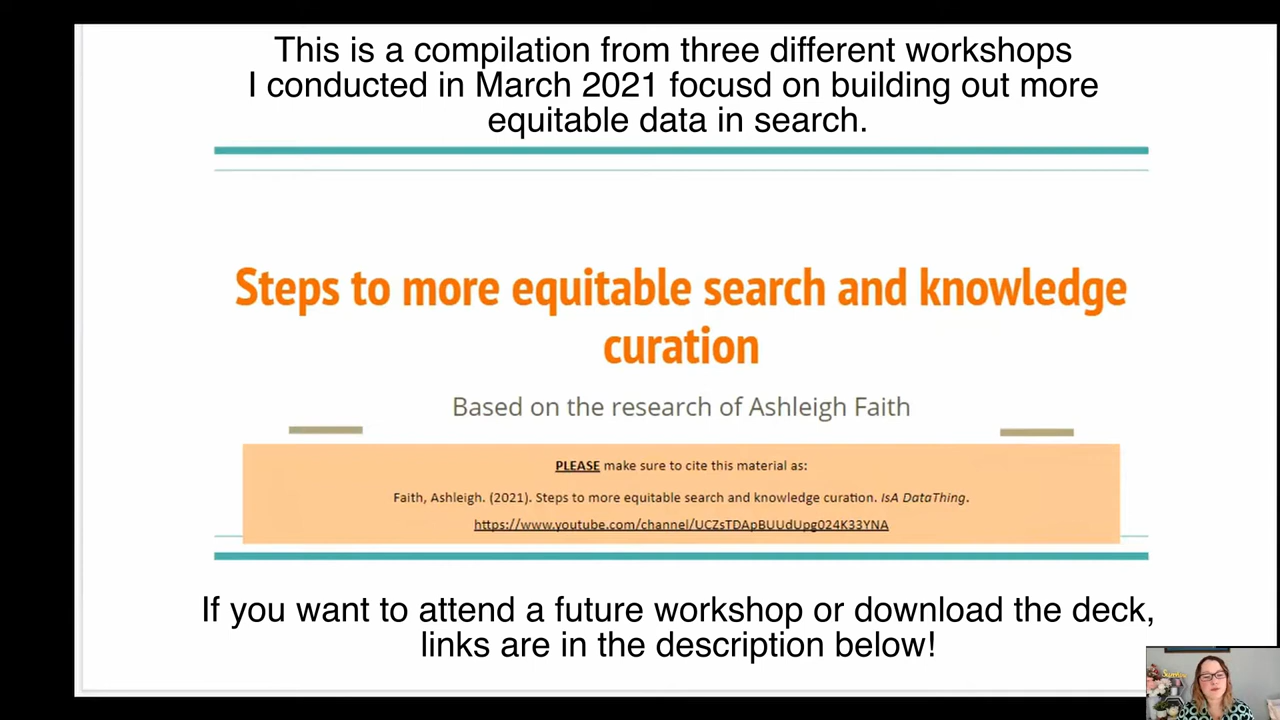 This is a compilation from three different workshops
I conducted in March 2021 focusd on building out more
equitable data in search.
Steps to more equitable search and knowledge
curation
Based on the research of Ashleigh Faith
PLEASE make sure to cite this material as:
Faith, Ashleigh. (2021). Steps to more equitable search and knowledge curation. IsA DataThing.
https://www.youtube.com/channel/UCZsTDApBUUdUpg024K33YNA
If you want to attend a future workshop or download the deck,
links are in the description below!